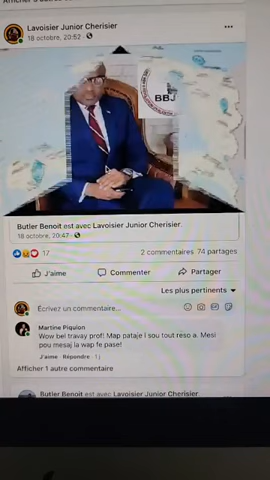 Lavoisier Junior Cherisier
18 octobre, 20:52
BBJ
Butler Benoit est avec Lavoisier Junior Cherisier.
18 octobre, 20:47
17
2 commentaires 74 partages
J'aime
Commenter
Partager
Les plus pertinents
Écrivez un commentaire...
GIF
Martine Piquion
Wow bel travay prof! Map pataje l sou tout reso a. Mesi
pou mesaj la wap fe pase!
J'aime · Répondre · 1 j
Afficher 1 autre commentaire
Butler Benoit est avec Lavoisier Junior Cherisier.